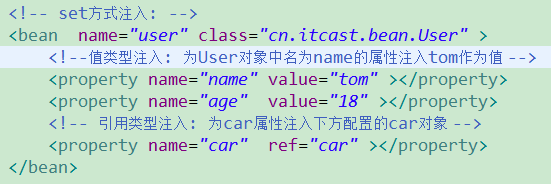 <!-- set方式注入: -->
<bean  name="user" class="cn.itcast.bean.User" >
<!--值类型注入: 为User对象中名为name的属性注入tom作为值 -->
<property name="name" value="tom" ></property>
<property name="age"  value="18" ></property>
<!-- 引用类型注入: 为car属性注入下方配置的car对象 -->
<property name="car"  ref="car" ></property>
</bean>